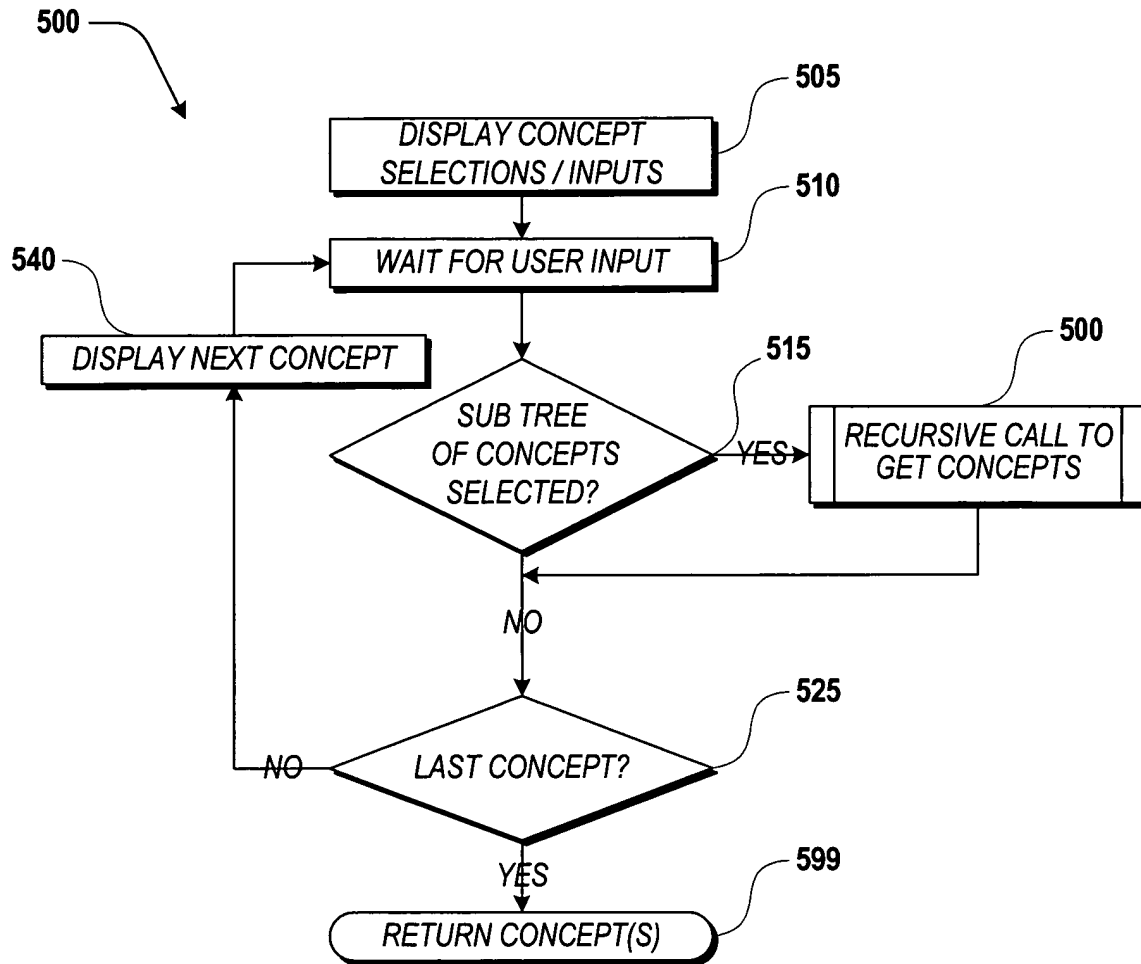 500
505
DISPLAY CONCEPT
SELECTIONS / INPUTS
510
WAIT FOR USER INPUT
540
DISPLAY NEXT CONCEPT
515
SUB TREE
OF CONCEPTS
SELECTED?
YES
500
RECURSIVE CALL TO
GET CONCEPTS
NO
525
LAST CONCEPT?
NO
YES
599
RETURN CONCEPT(S)